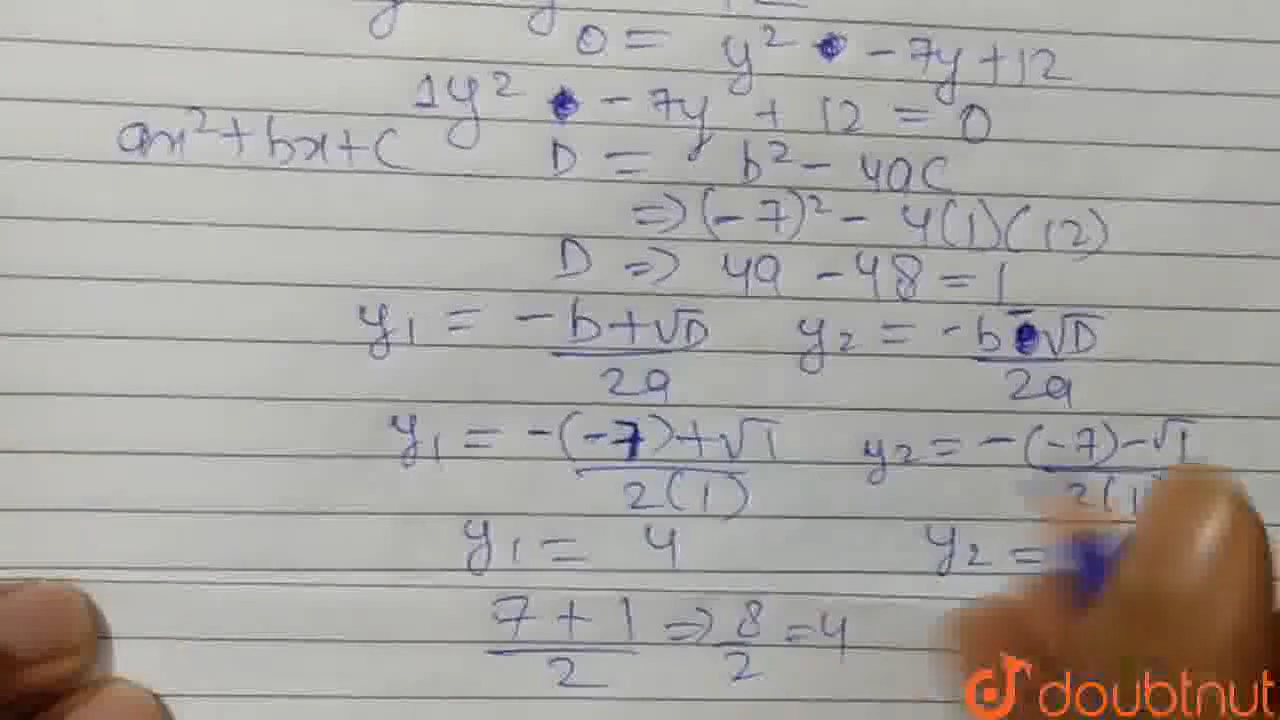 0 = y² - 7y + 12
1y² - 7y + 12 = 0
ax² + bx + c D = b² - 4ac
⇒ (-7)² - 4(1)(12)
D ⇒ 49 - 48 = 1
y₁ = (-b + √D)/2a y₂ = (-b - √D)/2a
y₁ = (-(-7) + √1)/2(1) y₂ = (-(-7) - √1)/2(1)
y₁ = 4 y₂ =
(7 + 1)/2 ⇒ 8/2 = 4
doubtnut